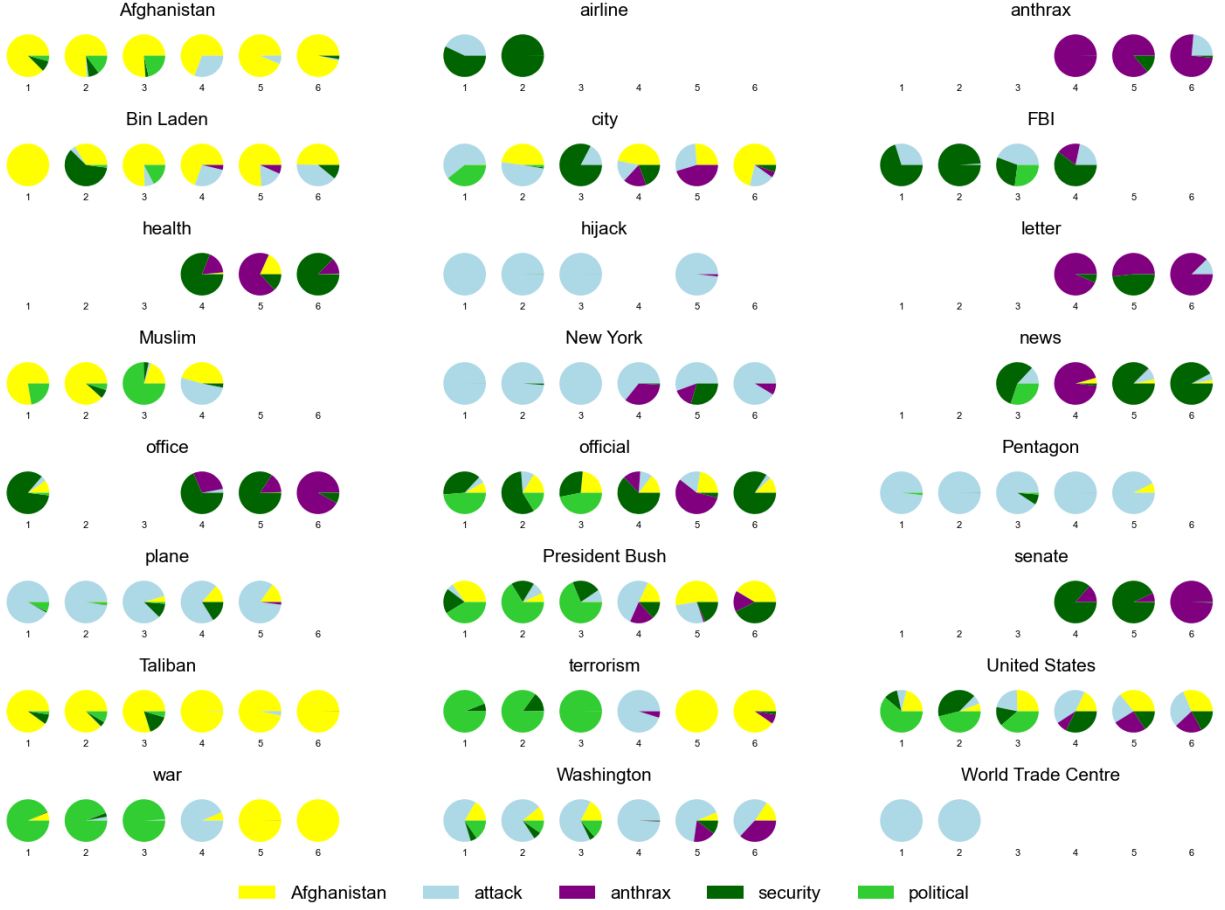 Afghanistan airline anthrax
1 2 3 4 5 6 1 2 3 4 5 6 1 2 3 4 5 6
Bin Laden city FBI
1 2 3 4 5 6 1 2 3 4 5 6 1 2 3 4 5 6
health hijack letter
1 2 3 4 5 6 1 2 3 4 5 6 1 2 3 4 5 6
Muslim New York news
1 2 3 4 5 6 1 2 3 4 5 6 1 2 3 4 5 6
office official Pentagon
1 2 3 4 5 6 1 2 3 4 5 6 1 2 3 4 5 6
plane President Bush senate
1 2 3 4 5 6 1 2 3 4 5 6 1 2 3 4 5 6
Taliban terrorism United States
1 2 3 4 5 6 1 2 3 4 5 6 1 2 3 4 5 6
war Washington World Trade Centre
1 2 3 4 5 6 1 2 3 4 5 6 1 2 3 4 5 6
Afghanistan attack anthrax security political